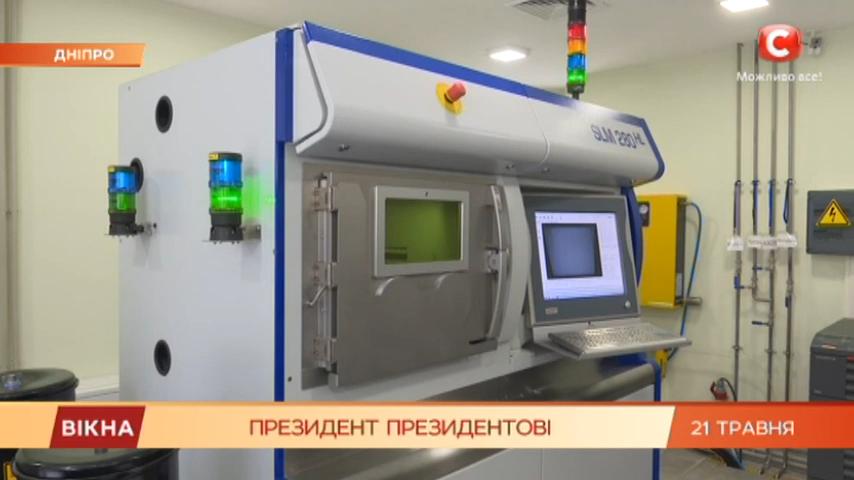 ДНІПРО
С
Можливо все!
SLM 280 HL
ВІКНА
ПРЕЗИДЕНТ ПРЕЗИДЕНТОВІ
21 ТРАВНЯ